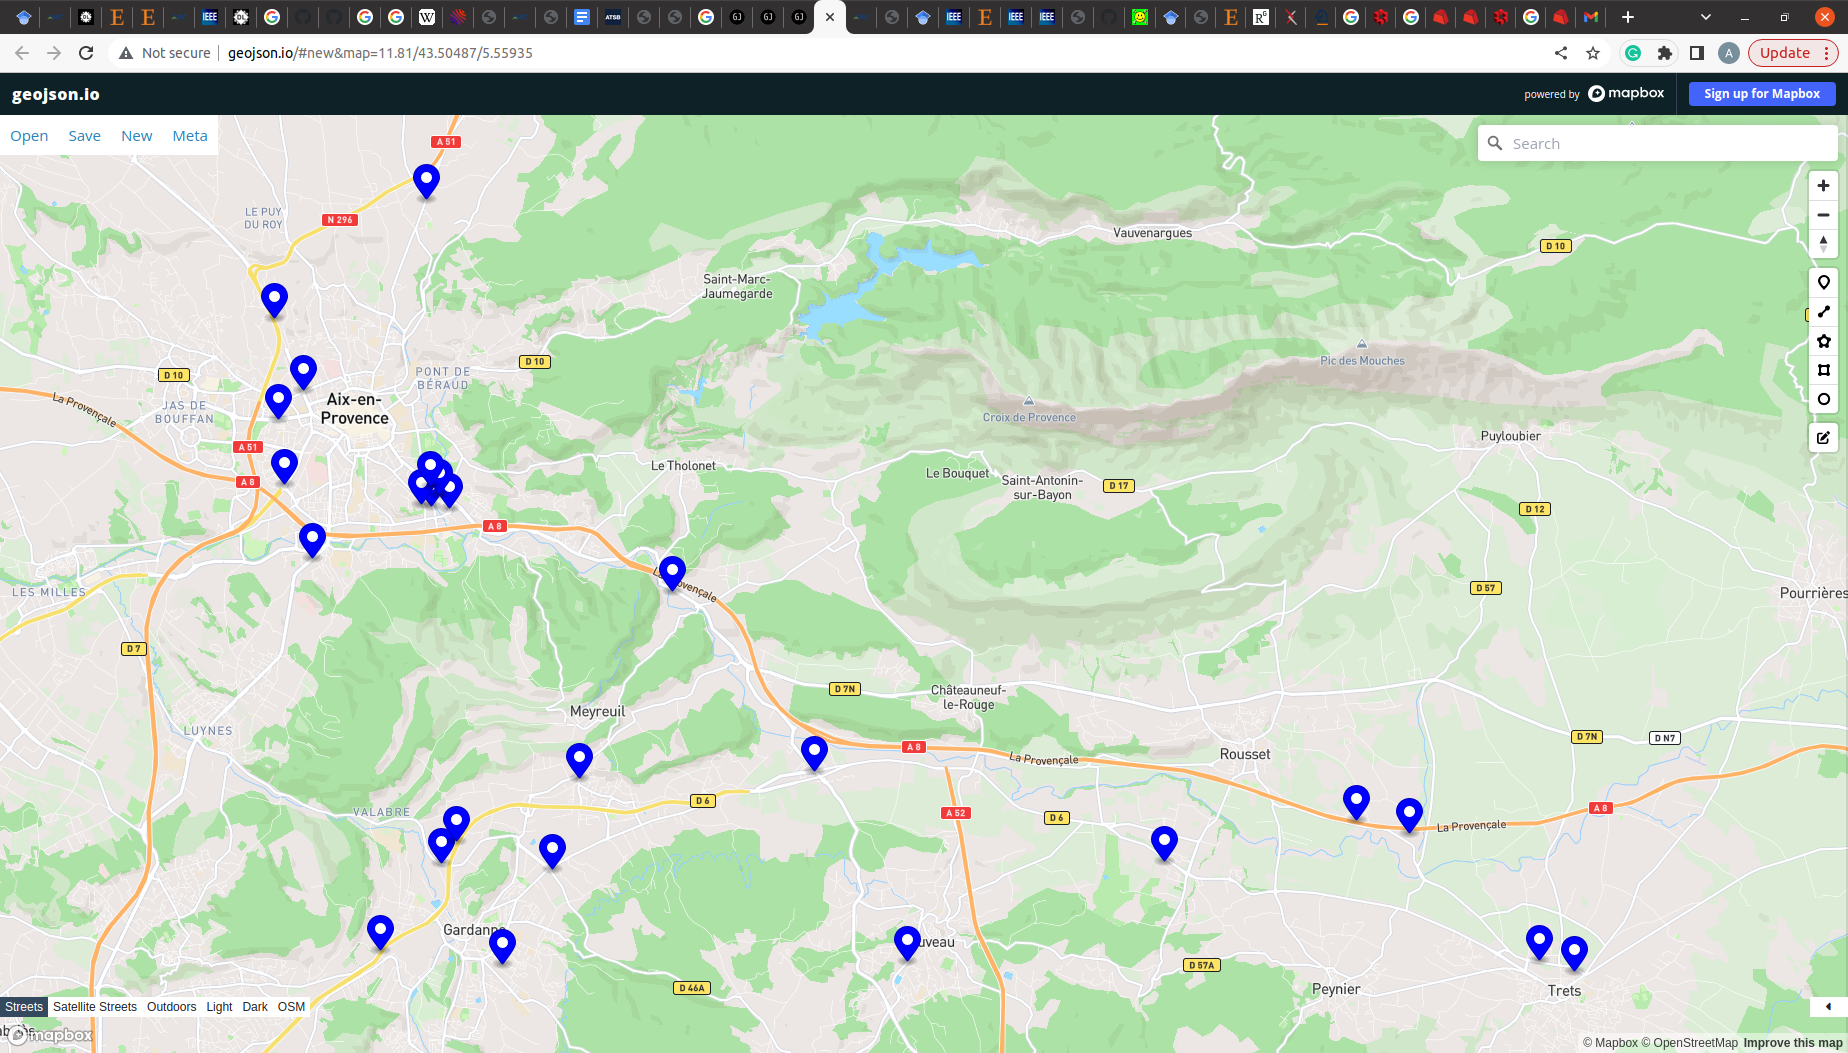 Not secure
geojson.io/#new&map=11.81/43.50487/5.55935
A
Update
geojson.io
powered by mapbox
Sign up for Mapbox
Open Save New Meta
Search
A 51
LE PUY
DU ROY
N 296
Vauvenargues
D 10
Saint-Marc-
Jaumegarde
D 10
D 10
PONT DE
BÉRAUD
Pic des Mouches
La Provençale
JAS DE
BOUFFAN
Aix-en-
Provence
Croix de Provence
Puyloubier
A 51
A 8
Le Tholonet
Le Bouquet
Saint-Antonin-
sur-Bayon
D 17
D 12
A 8
LES MILLES
D 57
Pourrières
D 7
D 7N
Châteauneuf-
le-Rouge
Meyreuil
LUYNES
A 8
La Provençale
Rousset
D 7N
D N7
D 6
VALABRE
A 52
D 6
La Provençale
A 8
Gardanne
uveau
D 57A
D 46A
Peynier
Trets
Streets Satellite Streets Outdoors Light Dark OSM
mapbox
© Mapbox © OpenStreetMap Improve this map